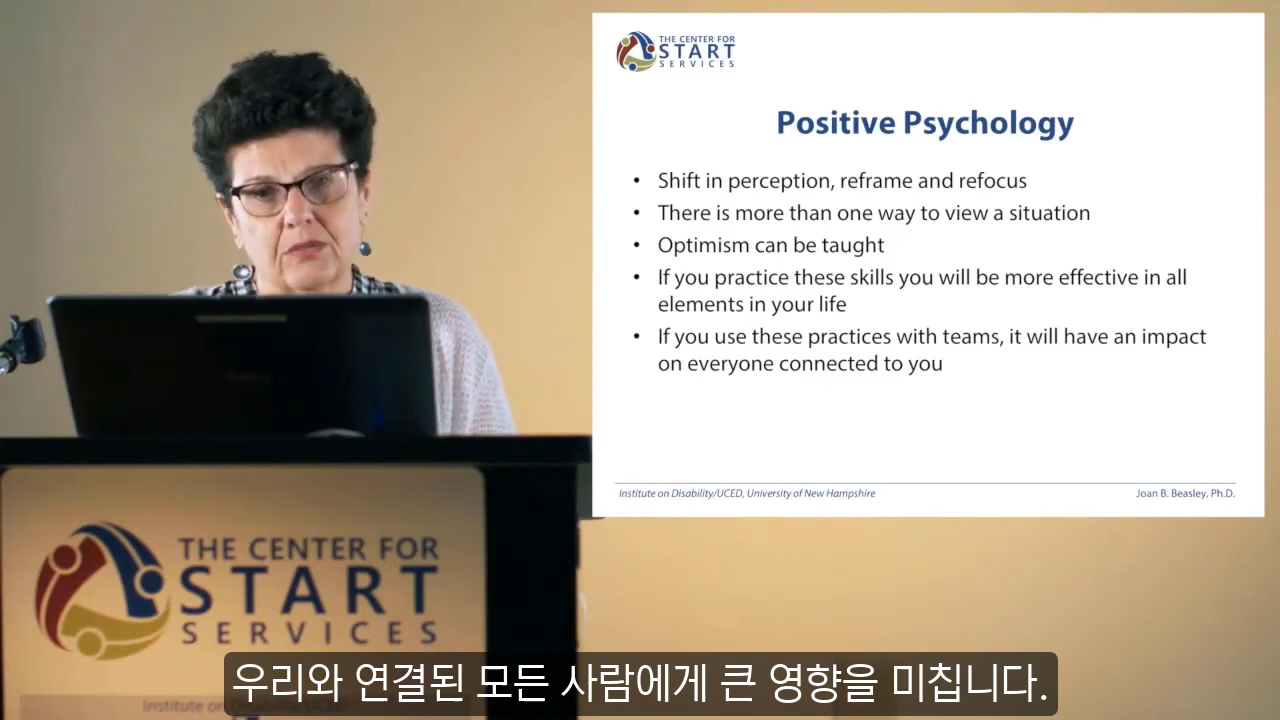 THE CENTER FOR
START
SERVICES
Positive Psychology
• Shift in perception, reframe and refocus
• There is more than one way to view a situation
• Optimism can be taught
• If you practice these skills you will be more effective in all
elements in your life
• If you use these practices with teams, it will have an impact
on everyone connected to you
Institute on Disability/UCED, University of New Hampshire
Joan B. Beasley, Ph.D.
THE CENTER FOR
START
SERVICES
Institute on Disability/UCED
우리와 연결된 모든 사람에게 큰 영향을 미칩니다.